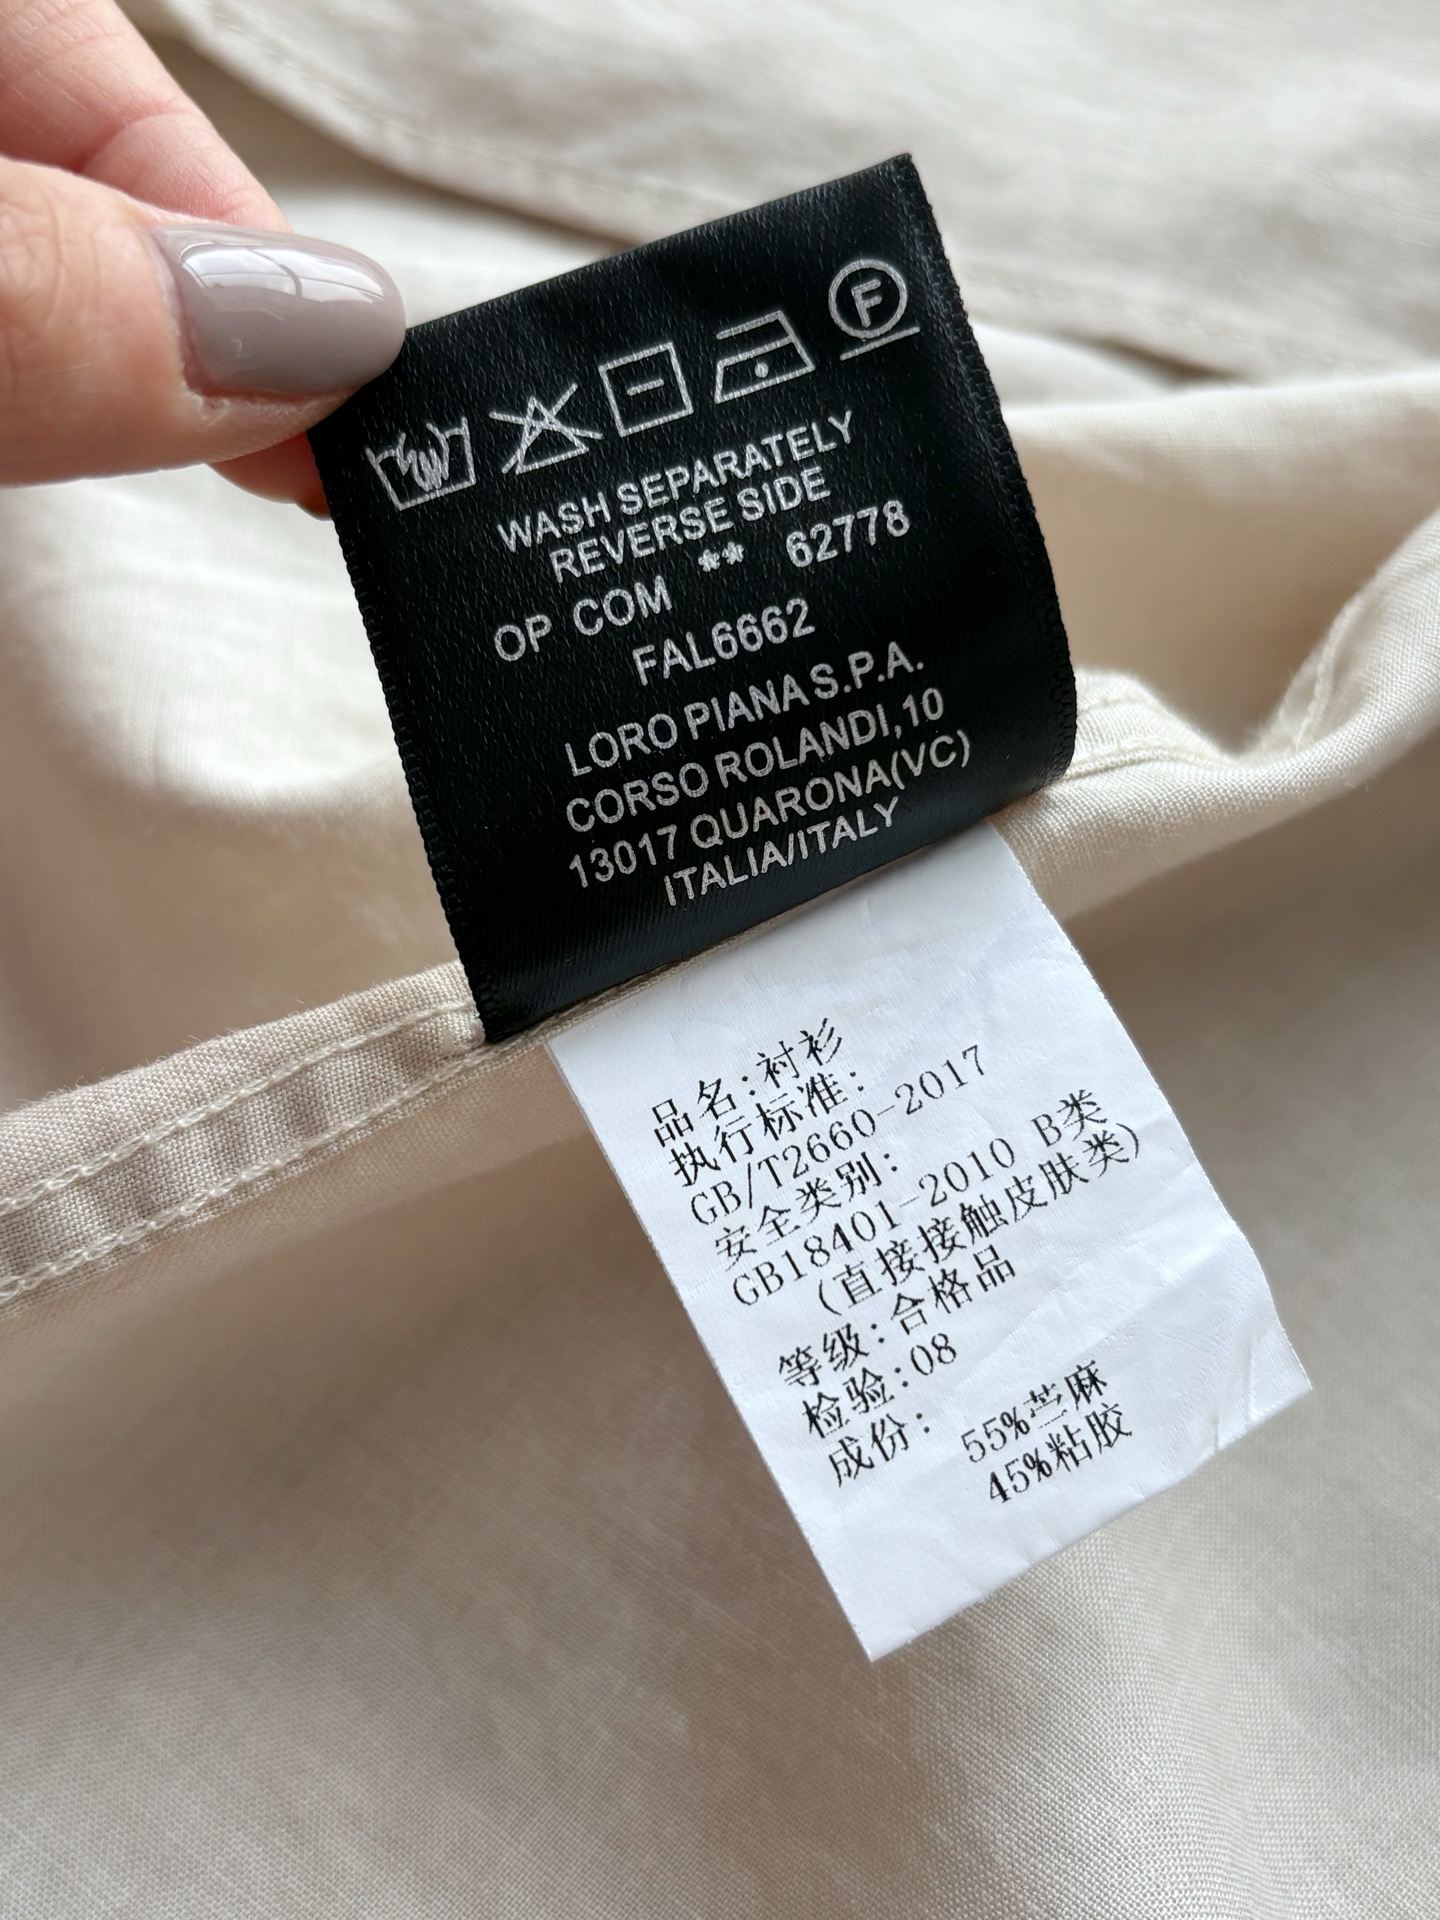 F
WASH SEPARATELY
REVERSE SIDE
OP COM ** 62778
FAL6662
LORO PIANA S.P.A.
CORSO ROLANDI,10
13017 QUARONA(VC)
ITALIA/ITALY
品名:衬衫
执行标准:
GB/T2660-2017
安全类别:
GB18401-2010 B类
(直接接触皮肤类)
等级:合格品
检验:08
成份:
55%苎麻
45%粘胶